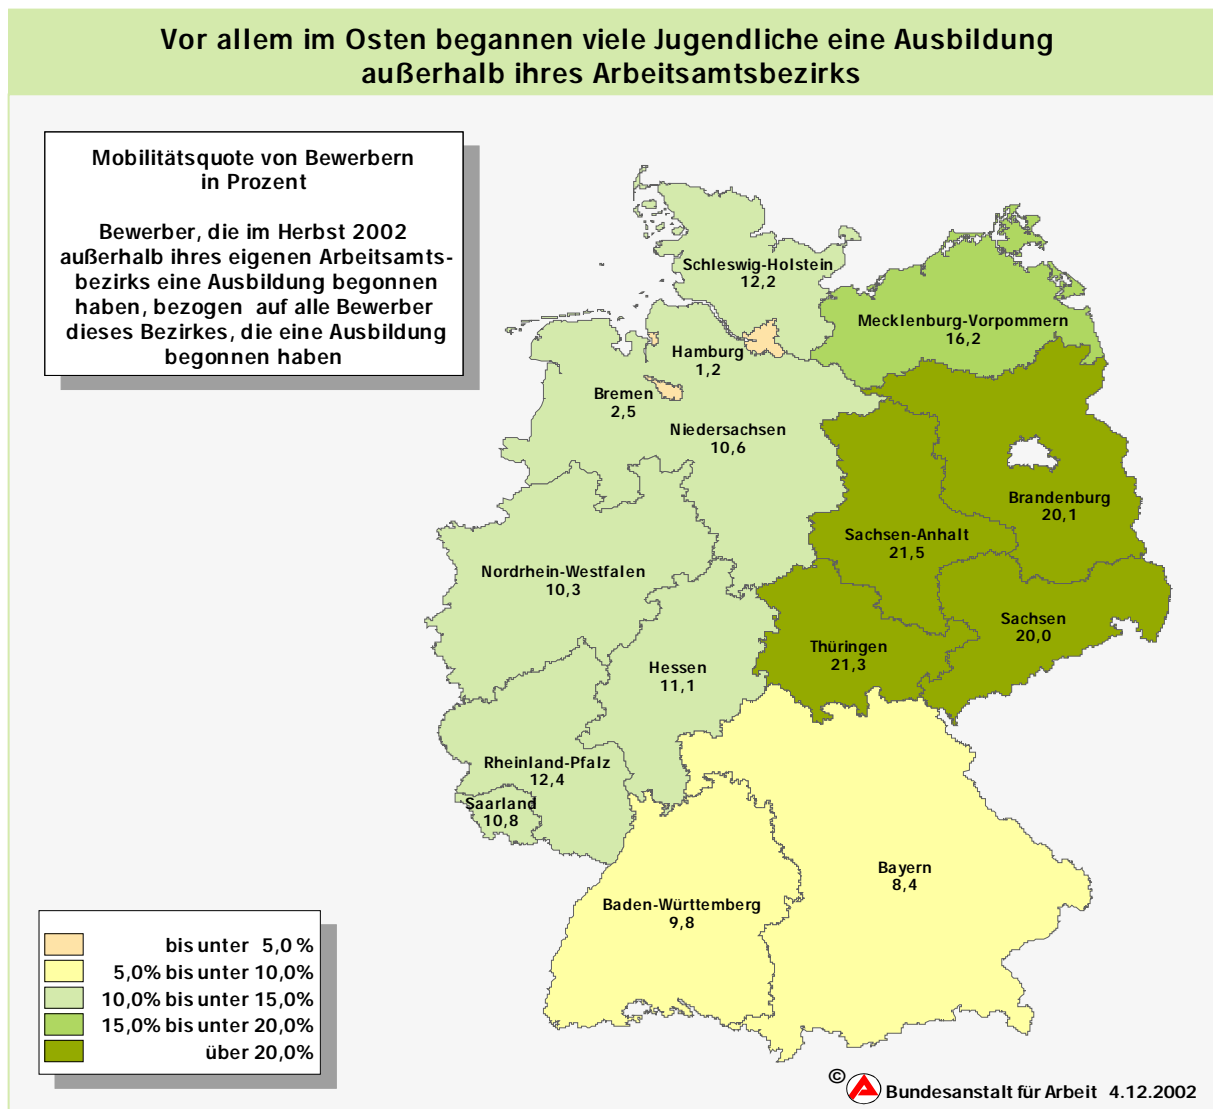 Vor allem im Osten begannen viele Jugendliche eine Ausbildung
außerhalb ihres Arbeitsamtsbezirks
Mobilitätsquote von Bewerbern
in Prozent
Bewerber, die im Herbst 2002
außerhalb ihres eigenen Arbeitsamts-
bezirks eine Ausbildung begonnen
haben, bezogen auf alle Bewerber
dieses Bezirkes, die eine Ausbildung
begonnen haben
Schleswig-Holstein
12,2
Mecklenburg-Vorpommern
16,2
Hamburg
1,2
Bremen
2,5
Niedersachsen
10,6
Brandenburg
20,1
Sachsen-Anhalt
21,5
Nordrhein-Westfalen
10,3
Sachsen
20,0
Thüringen
21,3
Hessen
11,1
Rheinland-Pfalz
12,4
Saarland
10,8
Bayern
8,4
Baden-Württemberg
9,8
bis unter 5,0 %
5,0% bis unter 10,0%
10,0% bis unter 15,0%
15,0% bis unter 20,0%
über 20,0%
© Bundesanstalt für Arbeit 4.12.2002